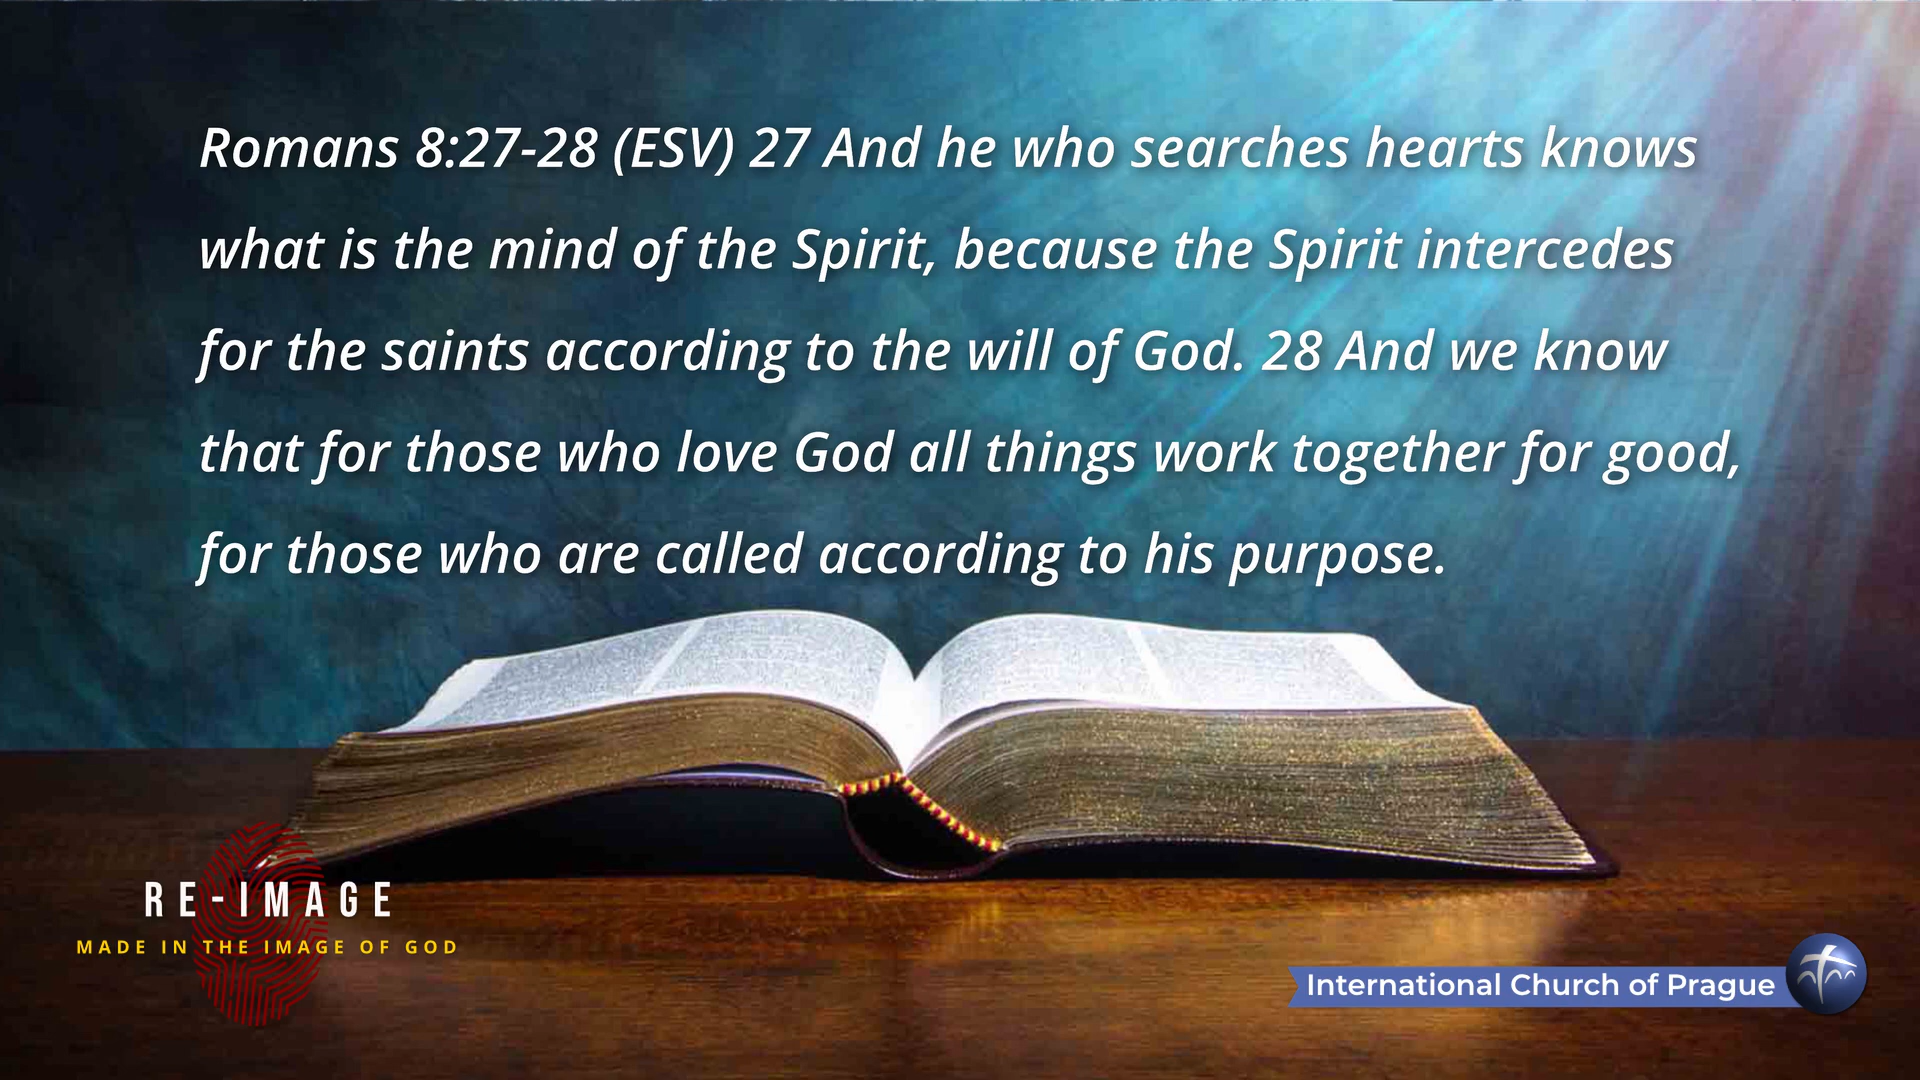 Romans 8:27-28 (ESV) 27 And he who searches hearts knows
what is the mind of the Spirit, because the Spirit intercedes
for the saints according to the will of God. 28 And we know
that for those who love God all things work together for good,
for those who are called according to his purpose.
RE-IMAGE
MADE IN THE IMAGE OF GOD
International Church of Prague